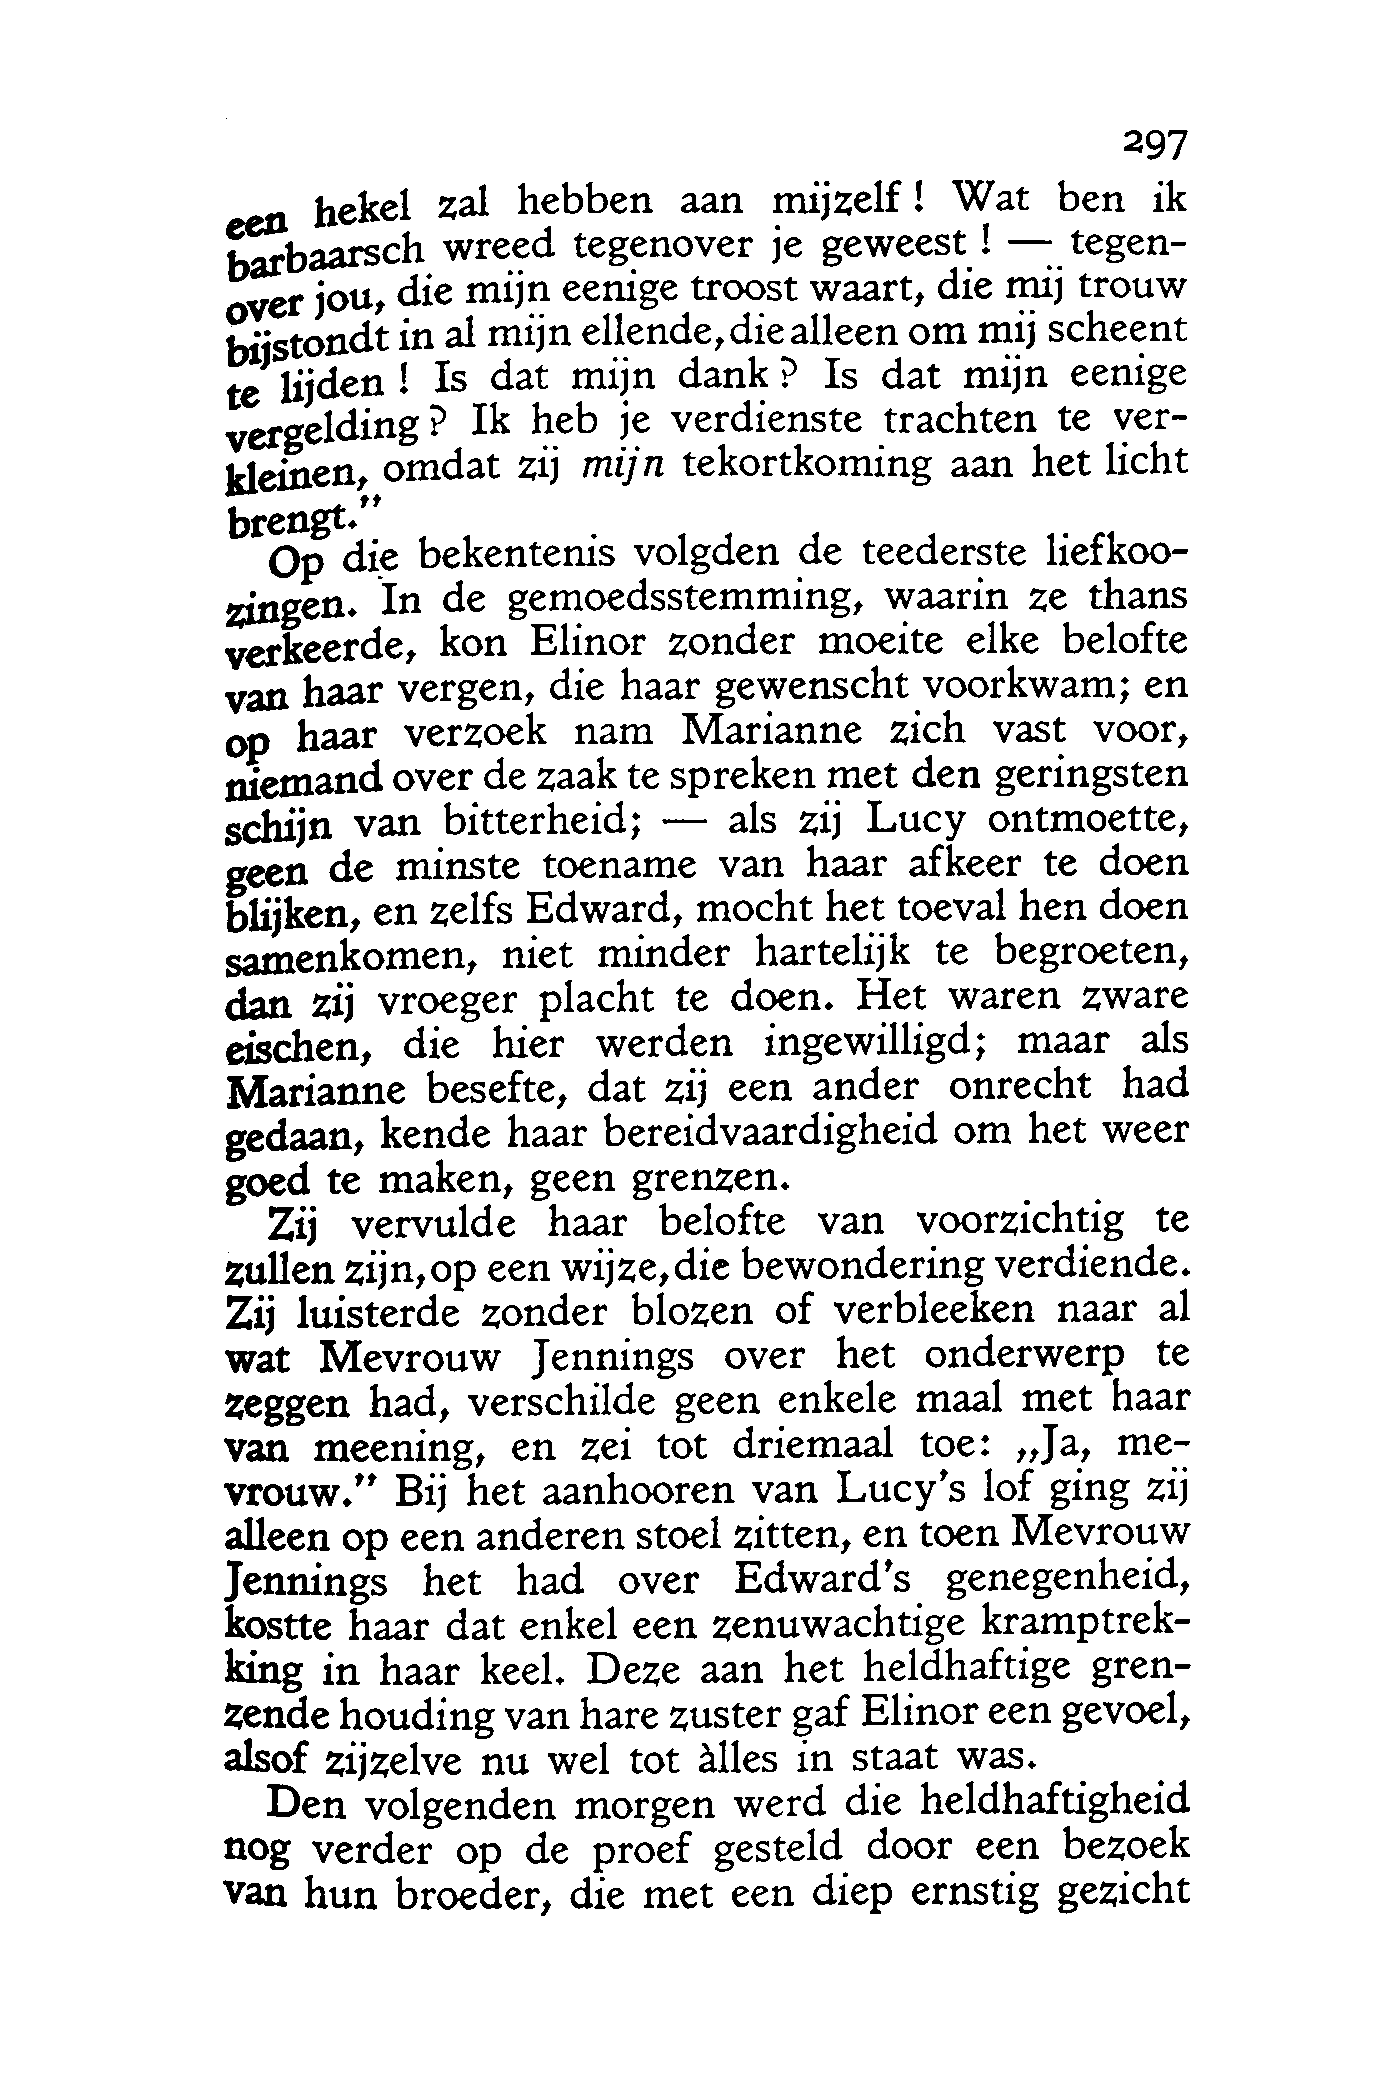 297
een hekel zal hebben aan mijzelf! Wat ben ik
barbaarsch wreed tegenover je geweest! — tegen-
over jou, die mijn eenige troost waart, die mij trouw
bijstondt in al mijn ellende, die alleen om mij scheent
te lijden! Is dat mijn dank? Is dat mijn eenige
vergelding? Ik heb je verdienste trachten te ver-
kleinen, omdat zij mijn tekortkoming aan het licht
brengt.”
Op die bekentenis volgden de teederste liefkoo-
zingen. In de gemoedsstemming, waarin ze thans
verkeerde, kon Elinor zonder moeite elke belofte
van haar vergen, die haar gewenscht voorkwam; en
op haar verzoek nam Marianne zich vast voor,
niemand over de zaak te spreken met den geringsten
schijn van bitterheid; — als zij Lucy ontmoette,
geen de minste toename van haar afkeer te doen
blijken, en zelfs Edward, mocht het toeval hen doen
samenkomen, niet minder hartelijk te begroeten,
dan zij vroeger placht te doen. Het waren zware
eischen, die hier werden ingewilligd; maar als
Marianne besefte, dat zij een ander onrecht had
gedaan, kende haar bereidvaardigheid om het weer
goed te maken, geen grenzen.
Zij vervulde haar belofte van voorzichtig te
zullen zijn, op een wijze, die bewondering verdiende.
Zij luisterde zonder blozen of verbleeken naar al
wat Mevrouw Jennings over het onderwerp te
zeggen had, verschilde geen enkele maal met haar
van meening, en zei tot driemaal toe: „Ja, me-
vrouw.” Bij het aanhooren van Lucy's lof ging zij
alleen op een anderen stoel zitten, en toen Mevrouw
Jennings het had over Edward's genegenheid,
kostte haar dat enkel een zenuwachtige kramptrek-
king in haar keel. Deze aan het heldhaftige gren-
zende houding van hare zuster gaf Elinor een gevoel,
alsof zijzelve nu wel tot àlles in staat was.
Den volgenden morgen werd die heldhaftigheid
nog verder op de proef gesteld door een bezoek
van hun broeder, die met een diep ernstig gezicht